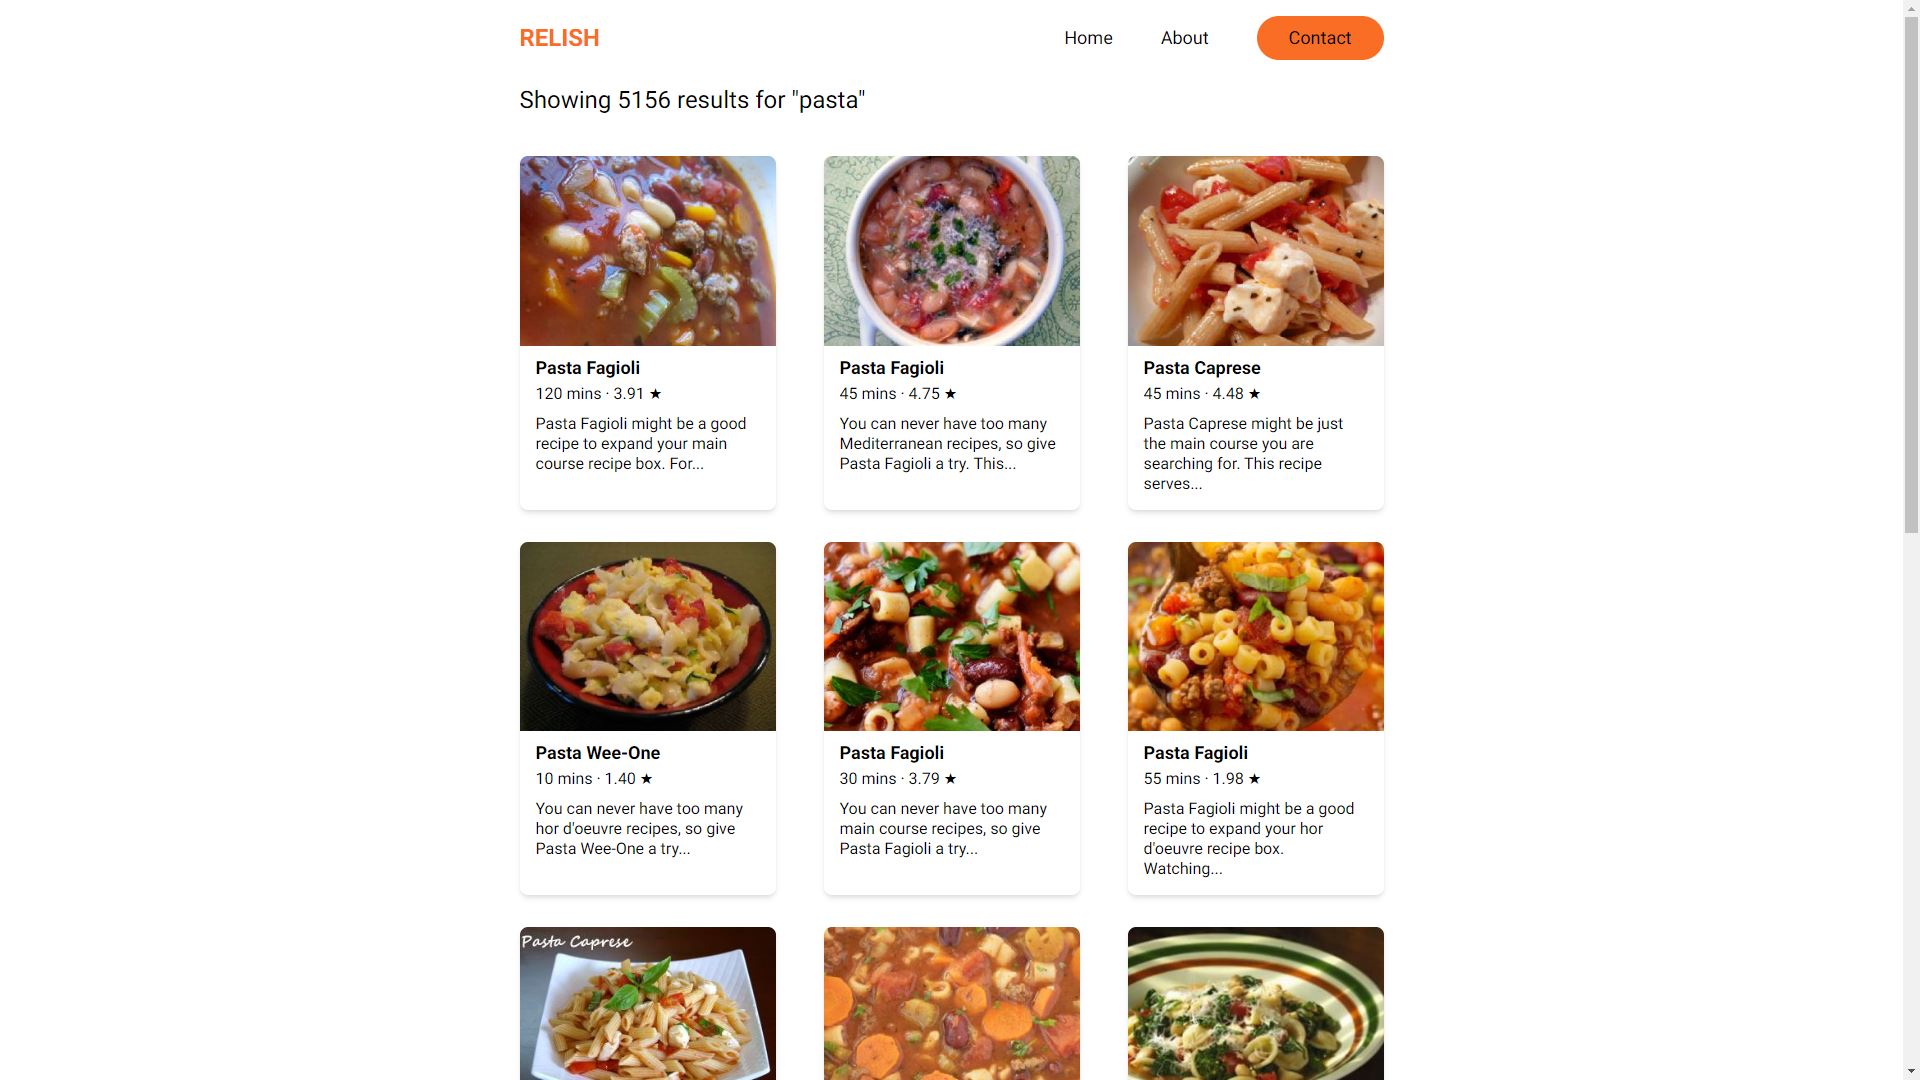 RELISH
Home
About
Contact
Showing 5156 results for "pasta"
Pasta Fagioli
120 mins · 3.91 ★
Pasta Fagioli might be a good
recipe to expand your main
course recipe box. For...
Pasta Fagioli
45 mins · 4.75 ★
You can never have too many
Mediterranean recipes, so give
Pasta Fagioli a try. This...
Pasta Caprese
45 mins · 4.48 ★
Pasta Caprese might be just
the main course you are
searching for. This recipe
serves...
Pasta Wee-One
10 mins · 1.40 ★
You can never have too many
hor d'oeuvre recipes, so give
Pasta Wee-One a try...
Pasta Fagioli
30 mins · 3.79 ★
You can never have too many
main course recipes, so give
Pasta Fagioli a try...
Pasta Fagioli
55 mins · 1.98 ★
Pasta Fagioli might be a good
recipe to expand your hor
d'oeuvre recipe box.
Watching...
Pasta Caprese